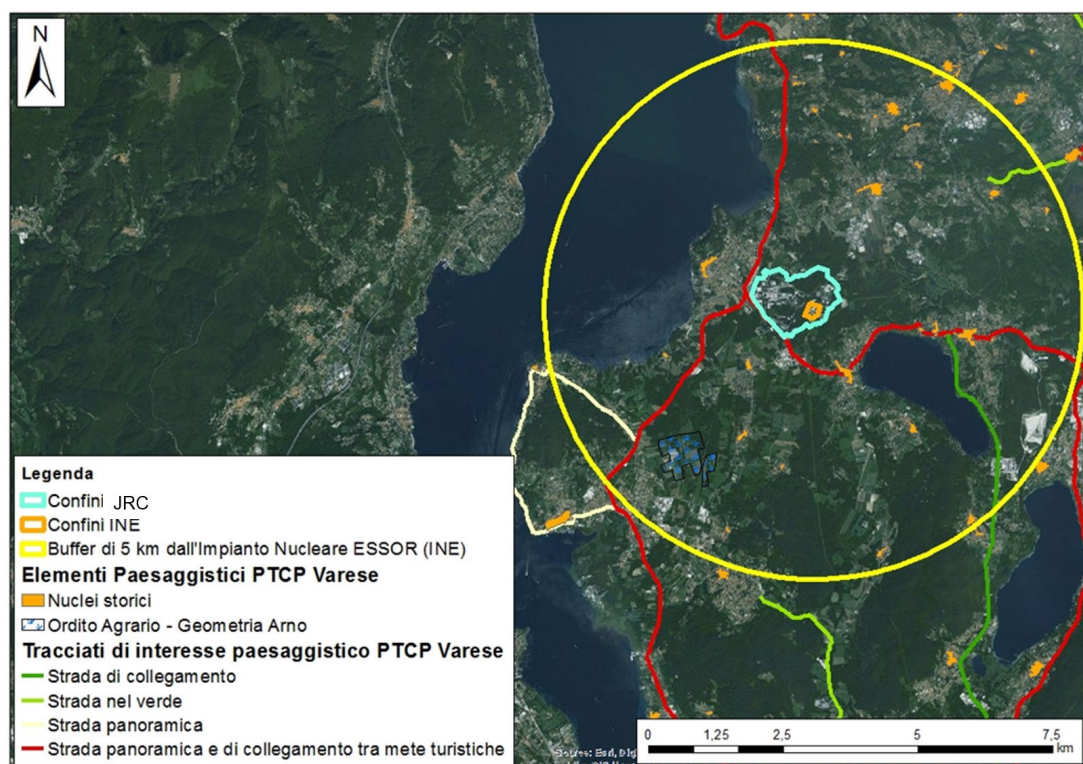 N
Legenda
Confini JRC
Confini INE
Buffer di 5 km dall'Impianto Nucleare ESSOR (INE)
Elementi Paesaggistici PTCP Varese
Nuclei storici
Ordito Agrario - Geometria Arno
Tracciati di interesse paesaggistico PTCP Varese
Strada di collegamento
Strada nel verde
Strada panoramica
Strada panoramica e di collegamento tra mete turistiche
0 1,25 2,5 5 7,5
km
Source: Esri,